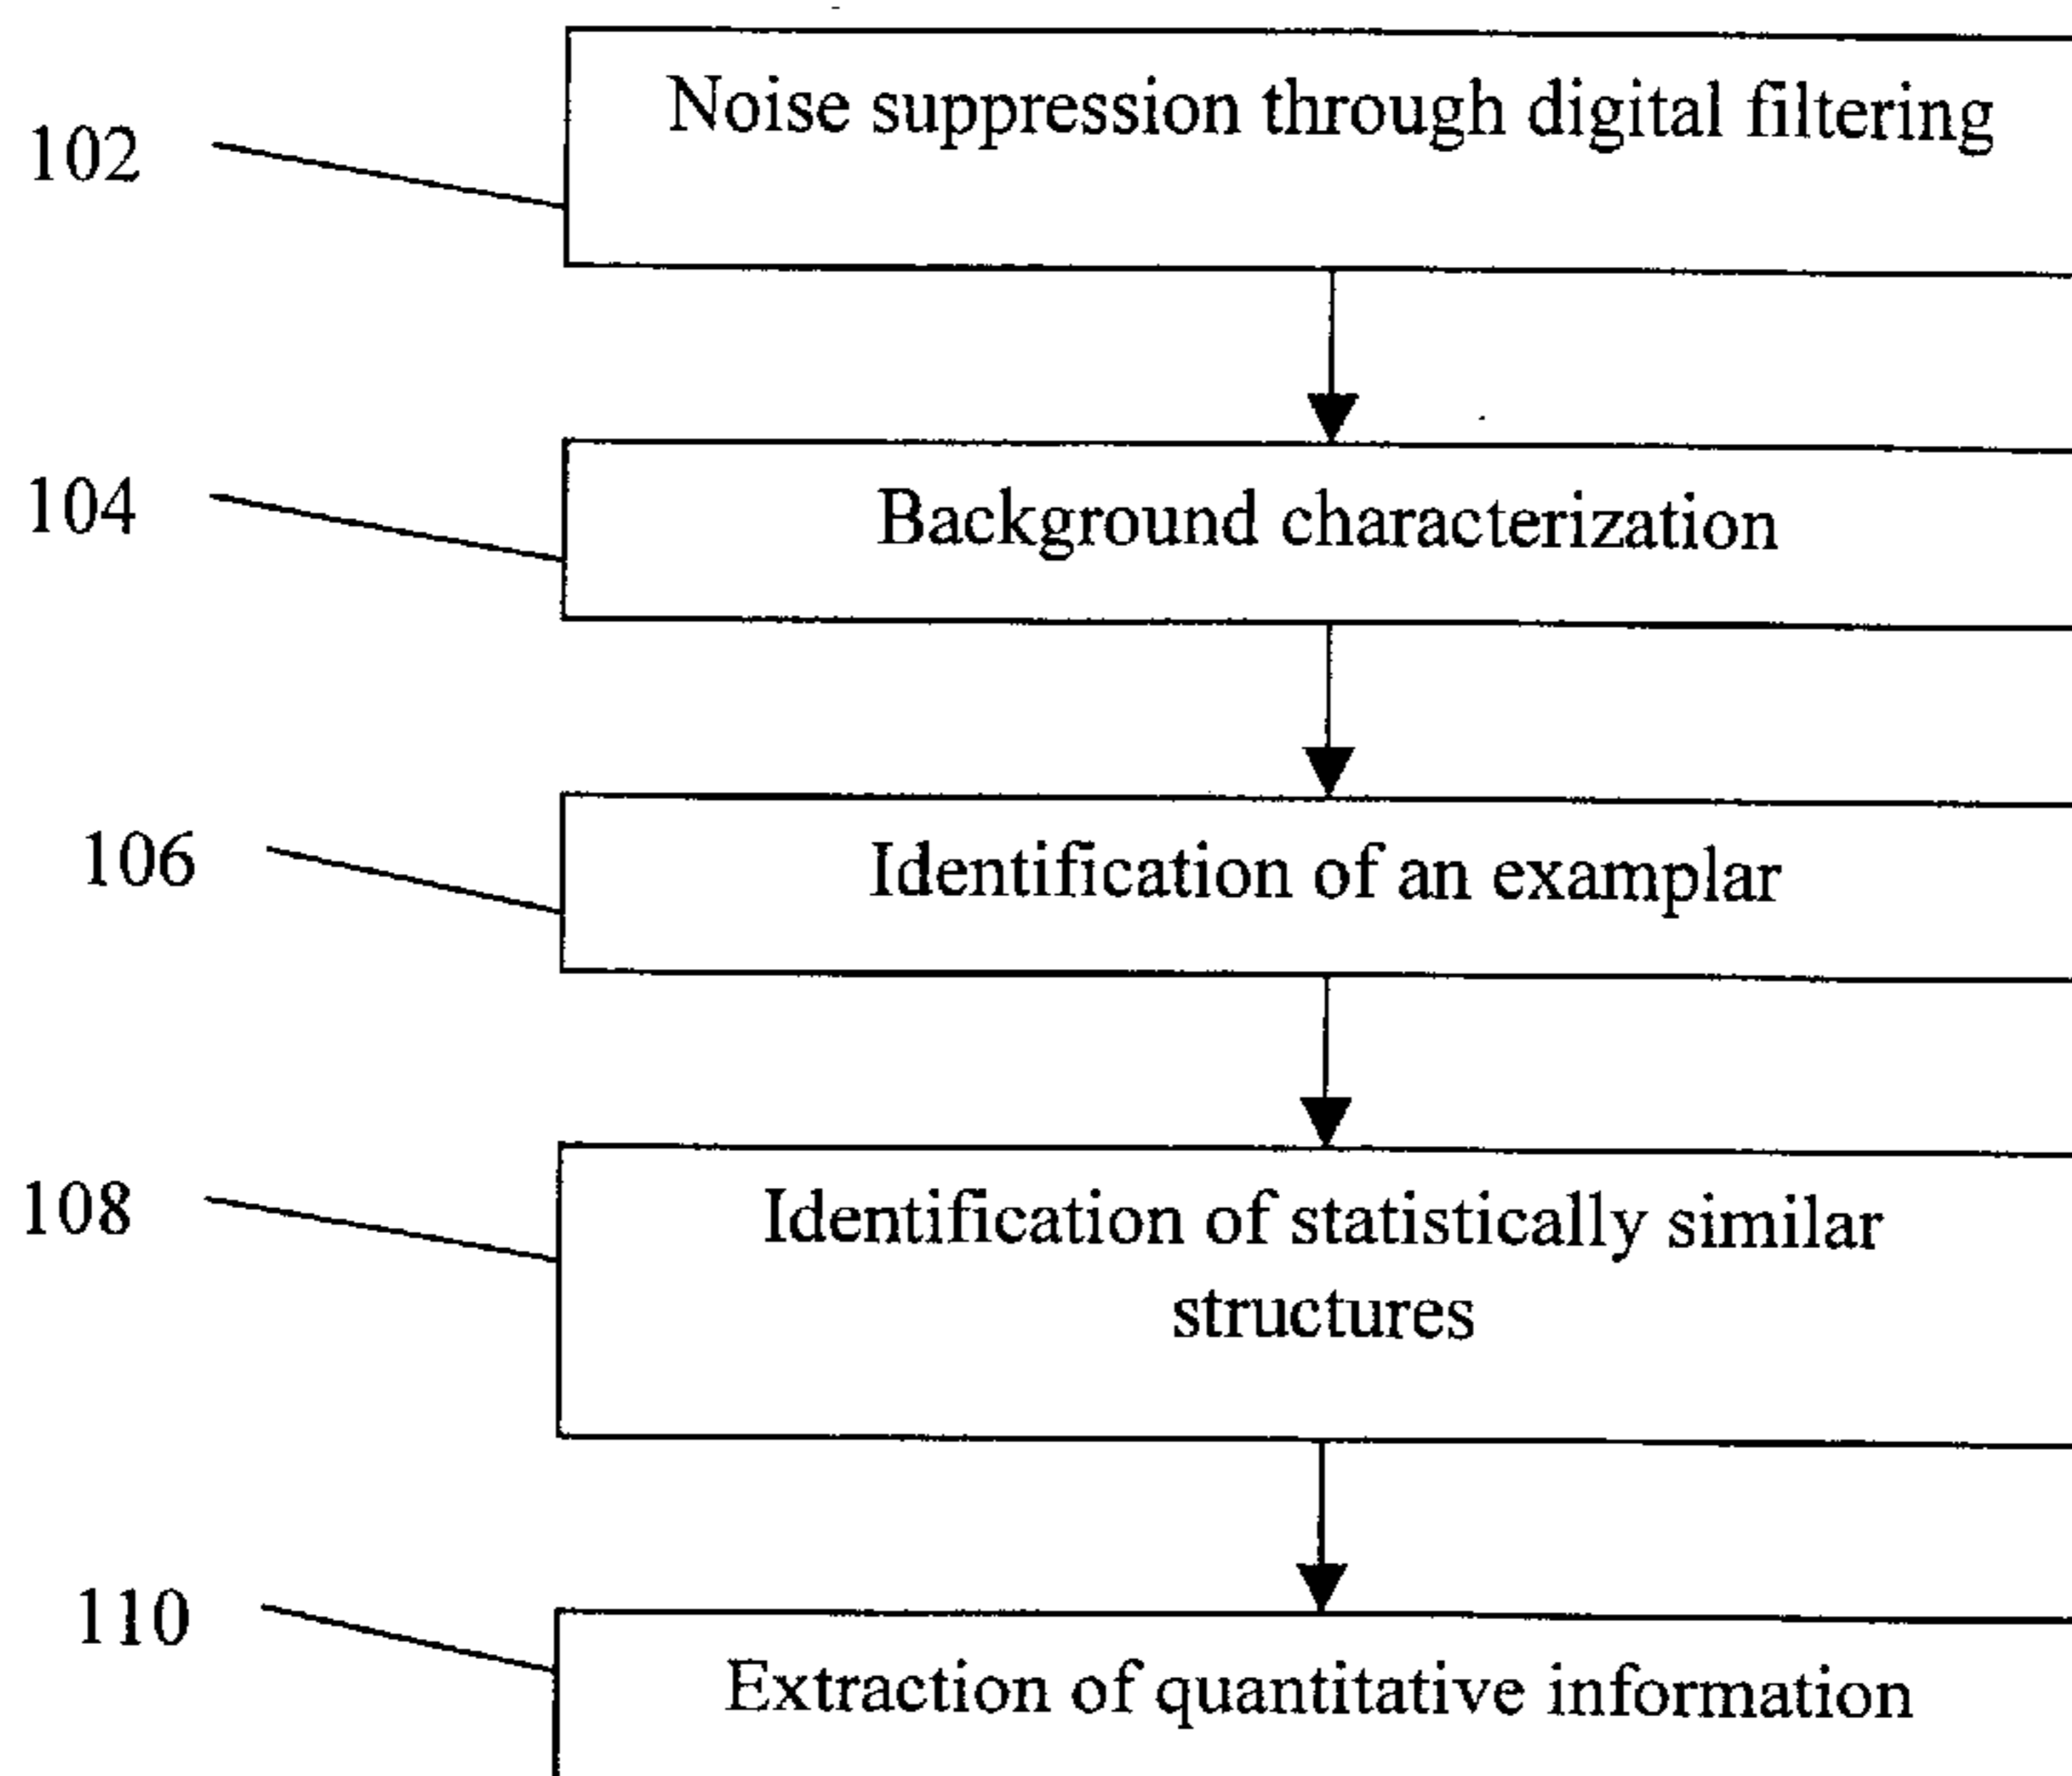 102
Noise suppression through digital filtering
104
Background characterization
106
Identification of an examplar
108
Identification of statistically similar
structures
110
Extraction of quantitative information